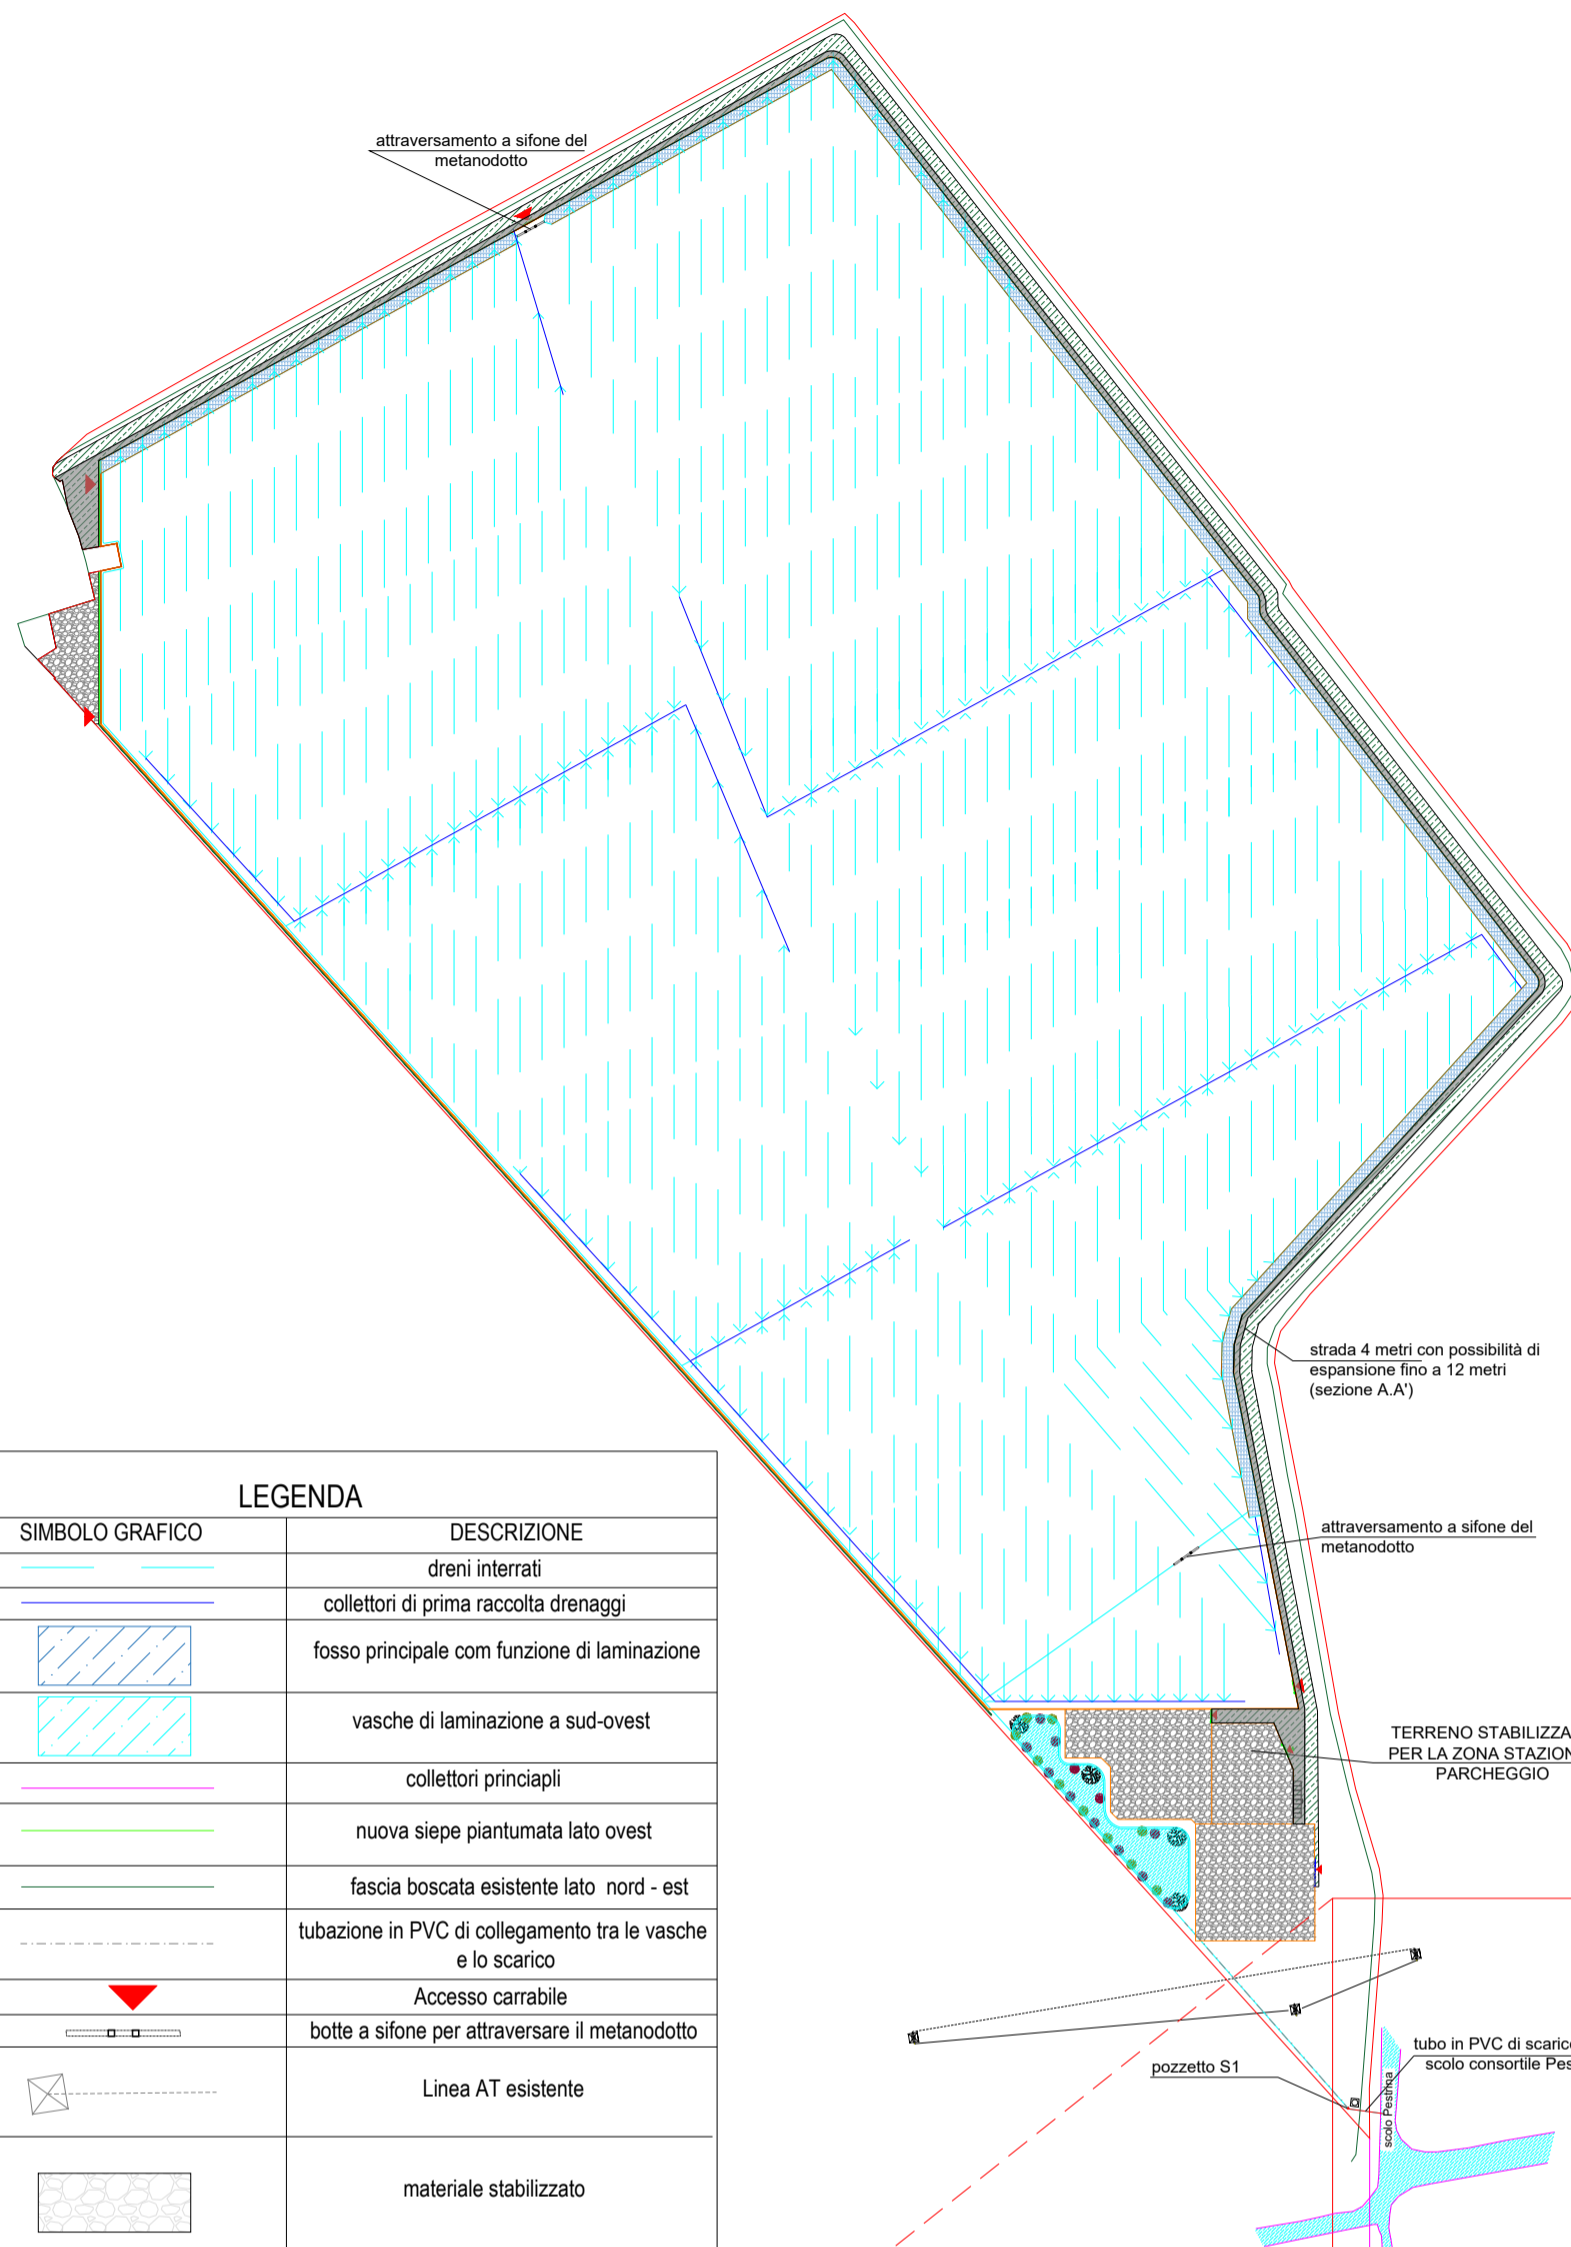 attraversamento a sifone del
metanodotto
strada 4 metri con possibilità di
espansione fino a 12 metri
(sezione A.A')
attraversamento a sifone del
metanodotto
TERRENO STABILIZZA
PER LA ZONA STAZION
PARCHEGGIO
tubo in PVC di scarico
scolo consortile Pes
pozzetto S1
scolo Pestrina
LEGENDA
SIMBOLO GRAFICO
DESCRIZIONE
dreni interrati
collettori di prima raccolta drenaggi
fosso principale com funzione di laminazione
vasche di laminazione a sud-ovest
collettori princiapli
nuova siepe piantumata lato ovest
fascia boscata esistente lato nord - est
tubazione in PVC di collegamento tra le vasche
e lo scarico
Accesso carrabile
botte a sifone per attraversare il metanodotto
Linea AT esistente
materiale stabilizzato